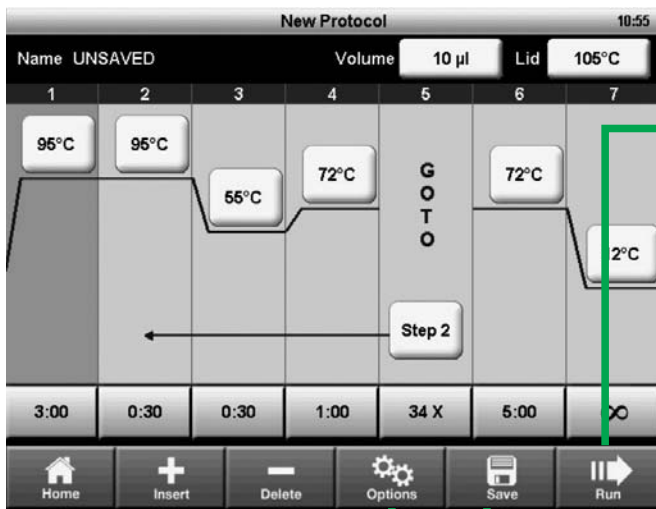 New Protocol 10:55
Name UNSAVED Volume 10 µl Lid 105°C
1 2 3 4 5 6 7
95°C 95°C 55°C 72°C GOTO 72°C
Step 2
3:00 0:30 0:30 1:00 34 X 5:00 ∞
Home Insert Delete Options Save Run